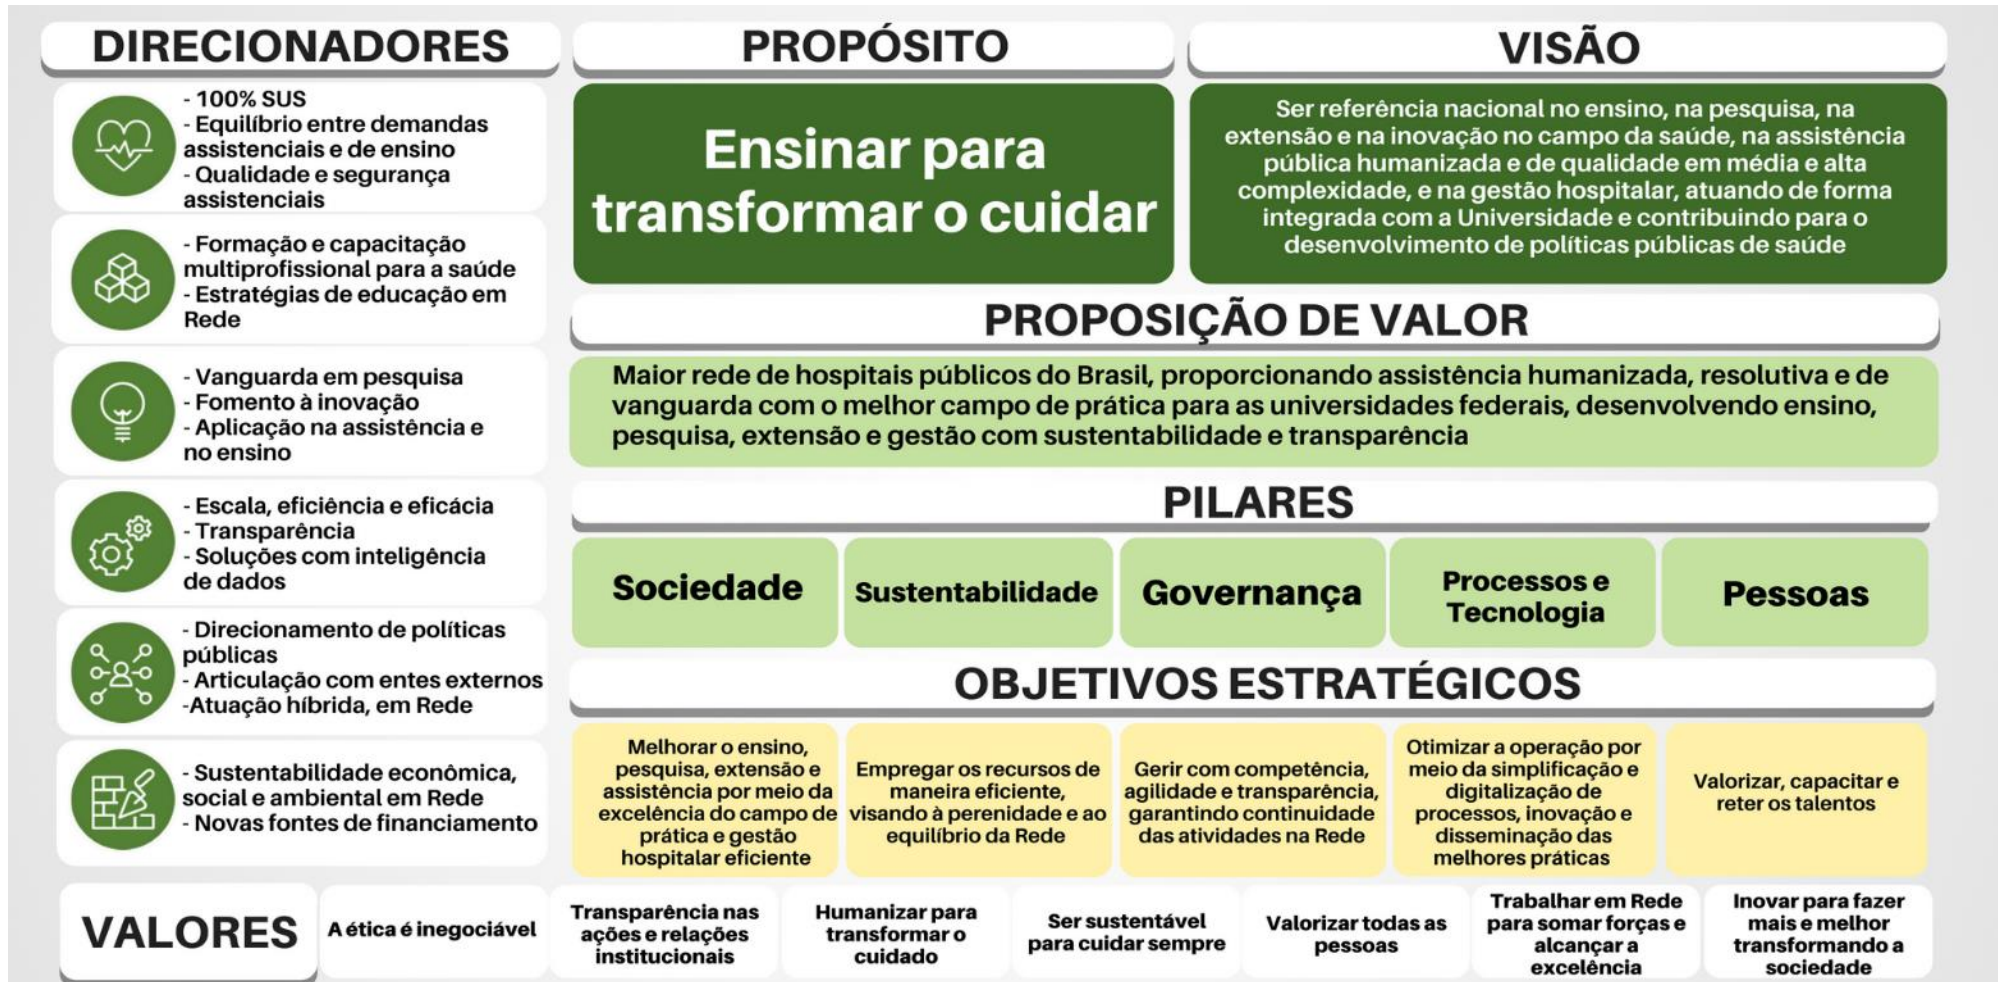 DIRECIONADORES
- 100% SUS
- Equilíbrio entre demandas
assistenciais e de ensino
- Qualidade e segurança
assistenciais
- Formação e capacitação
multiprofissional para a saúde
- Estratégias de educação em
Rede
- Vanguarda em pesquisa
- Fomento à inovação
- Aplicação na assistência e
no ensino
- Escala, eficiência e eficácia
- Transparência
- Soluções com inteligência
de dados
- Direcionamento de políticas
públicas
- Articulação com entes externos
-Atuação híbrida, em Rede
- Sustentabilidade econômica,
social e ambiental em Rede
- Novas fontes de financiamento
PROPÓSITO
Ensinar para
transformar o cuidar
VISÃO
Ser referência nacional no ensino, na pesquisa, na
extensão e na inovação no campo da saúde, na assistência
pública humanizada e de qualidade em média e alta
complexidade, e na gestão hospitalar, atuando de forma
integrada com a Universidade e contribuindo para o
desenvolvimento de políticas públicas de saúde
PROPOSIÇÃO DE VALOR
Maior rede de hospitais públicos do Brasil, proporcionando assistência humanizada, resolutiva e de
vanguarda com o melhor campo de prática para as universidades federais, desenvolvendo ensino,
pesquisa, extensão e gestão com sustentabilidade e transparência
PILARES
Sociedade
Sustentabilidade
Governança
Processos e
Tecnologia
Pessoas
OBJETIVOS ESTRATÉGICOS
Melhorar o ensino,
pesquisa, extensão e
assistência por meio da
excelência do campo de
prática e gestão
hospitalar eficiente
Empregar os recursos de
maneira eficiente,
visando à perenidade e ao
equilíbrio da Rede
Gerir com competência,
agilidade e transparência,
garantindo continuidade
das atividades na Rede
Otimizar a operação por
meio da simplificação e
digitalização de
processos, inovação e
disseminação das
melhores práticas
Valorizar, capacitar e
reter os talentos
VALORES
A ética é inegociável
Transparência nas
ações e relações
institucionais
Humanizar para
transformar o
cuidado
Ser sustentável
para cuidar sempre
Valorizar todas as
pessoas
Trabalhar em Rede
para somar forças e
alcançar a
excelência
Inovar para fazer
mais e melhor
transformando a
sociedade